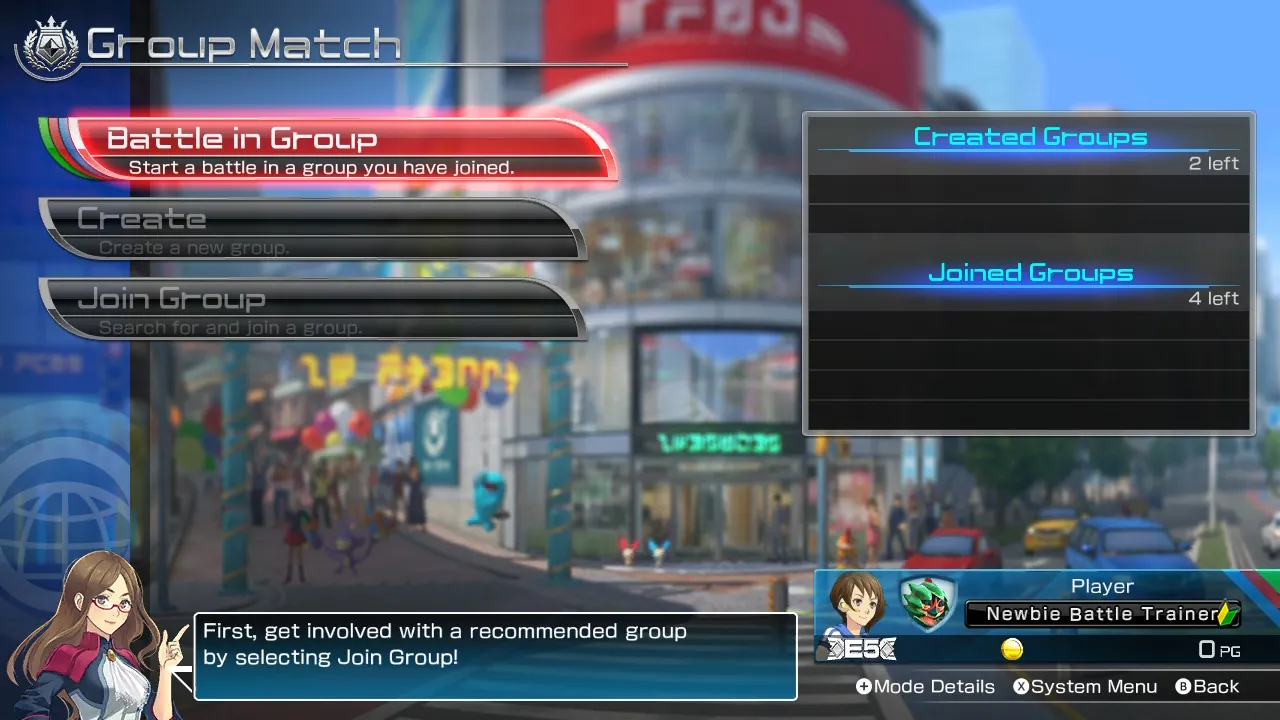 Group Match
Battle in Group
Start a battle in a group you have joined.
Create
Create a new group.
Join Group
Search for and join a group.
Created Groups
2 left
Joined Groups
4 left
First, get involved with a recommended group
by selecting Join Group!
Player
Newbie Battle Trainer
E5
0 PG
+Mode Details XSystem Menu BBack